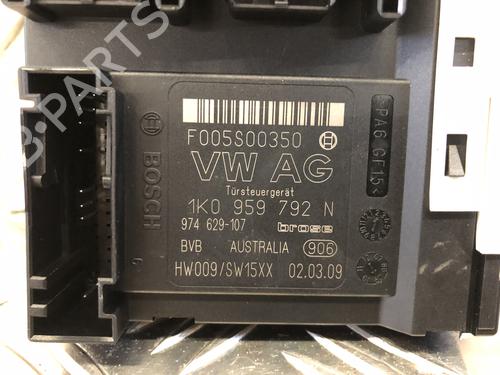 B-PARTS
F005S00350
BOSCH
VW AG
Türsteuergerät
1K0 959 792 N
974 629-107 brose
BVB AUSTRALIA 906
HW009/SW15XX 02.03.09
>PA6 GF15<